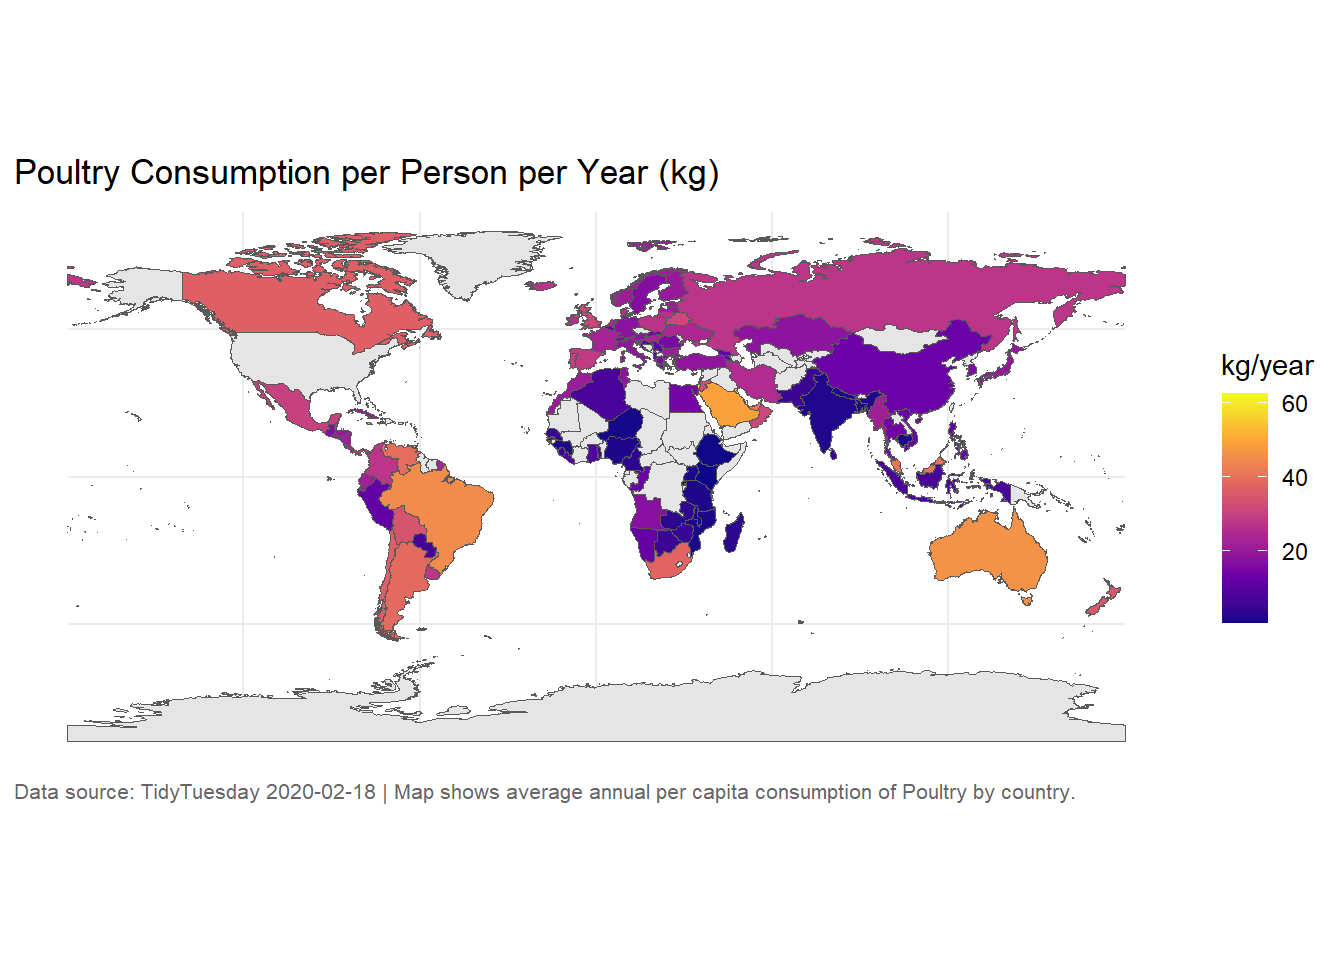 Poultry Consumption per Person per Year (kg)
kg/year
60
40
20
Data source: TidyTuesday 2020-02-18 | Map shows average annual per capita consumption of Poultry by country.